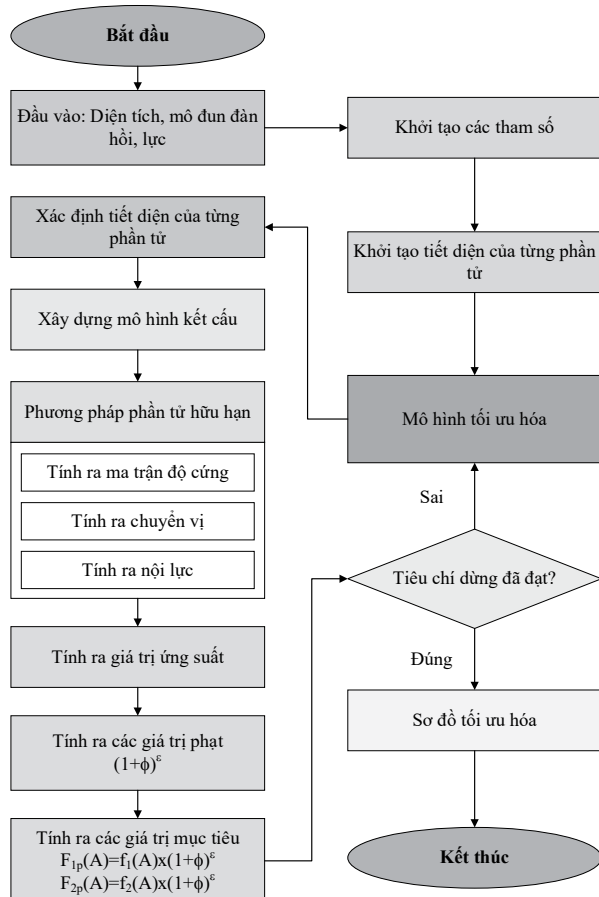 Bắt đầu
Đầu vào: Diện tích, mô đun đàn
hồi, lực
Khởi tạo các tham số
Khởi tạo tiết diện của từng phần
tử
Mô hình tối ưu hóa
Xác định tiết diện của từng
phần tử
Xây dựng mô hình kết cấu
Phương pháp phần tử hữu hạn
Tính ra ma trận độ cứng
Tính ra chuyển vị
Tính ra nội lực
Tính ra giá trị ứng suất
Tính ra các giá trị phạt
(1+ϕ)^ε
Tính ra các giá trị mục tiêu
F₁ₚ(A)=f₁(A)x(1+ϕ)^ε
F₂ₚ(A)=f₂(A)x(1+ϕ)^ε
Tiêu chí dừng đã đạt?
Sai
Đúng
Sơ đồ tối ưu hóa
Kết thúc